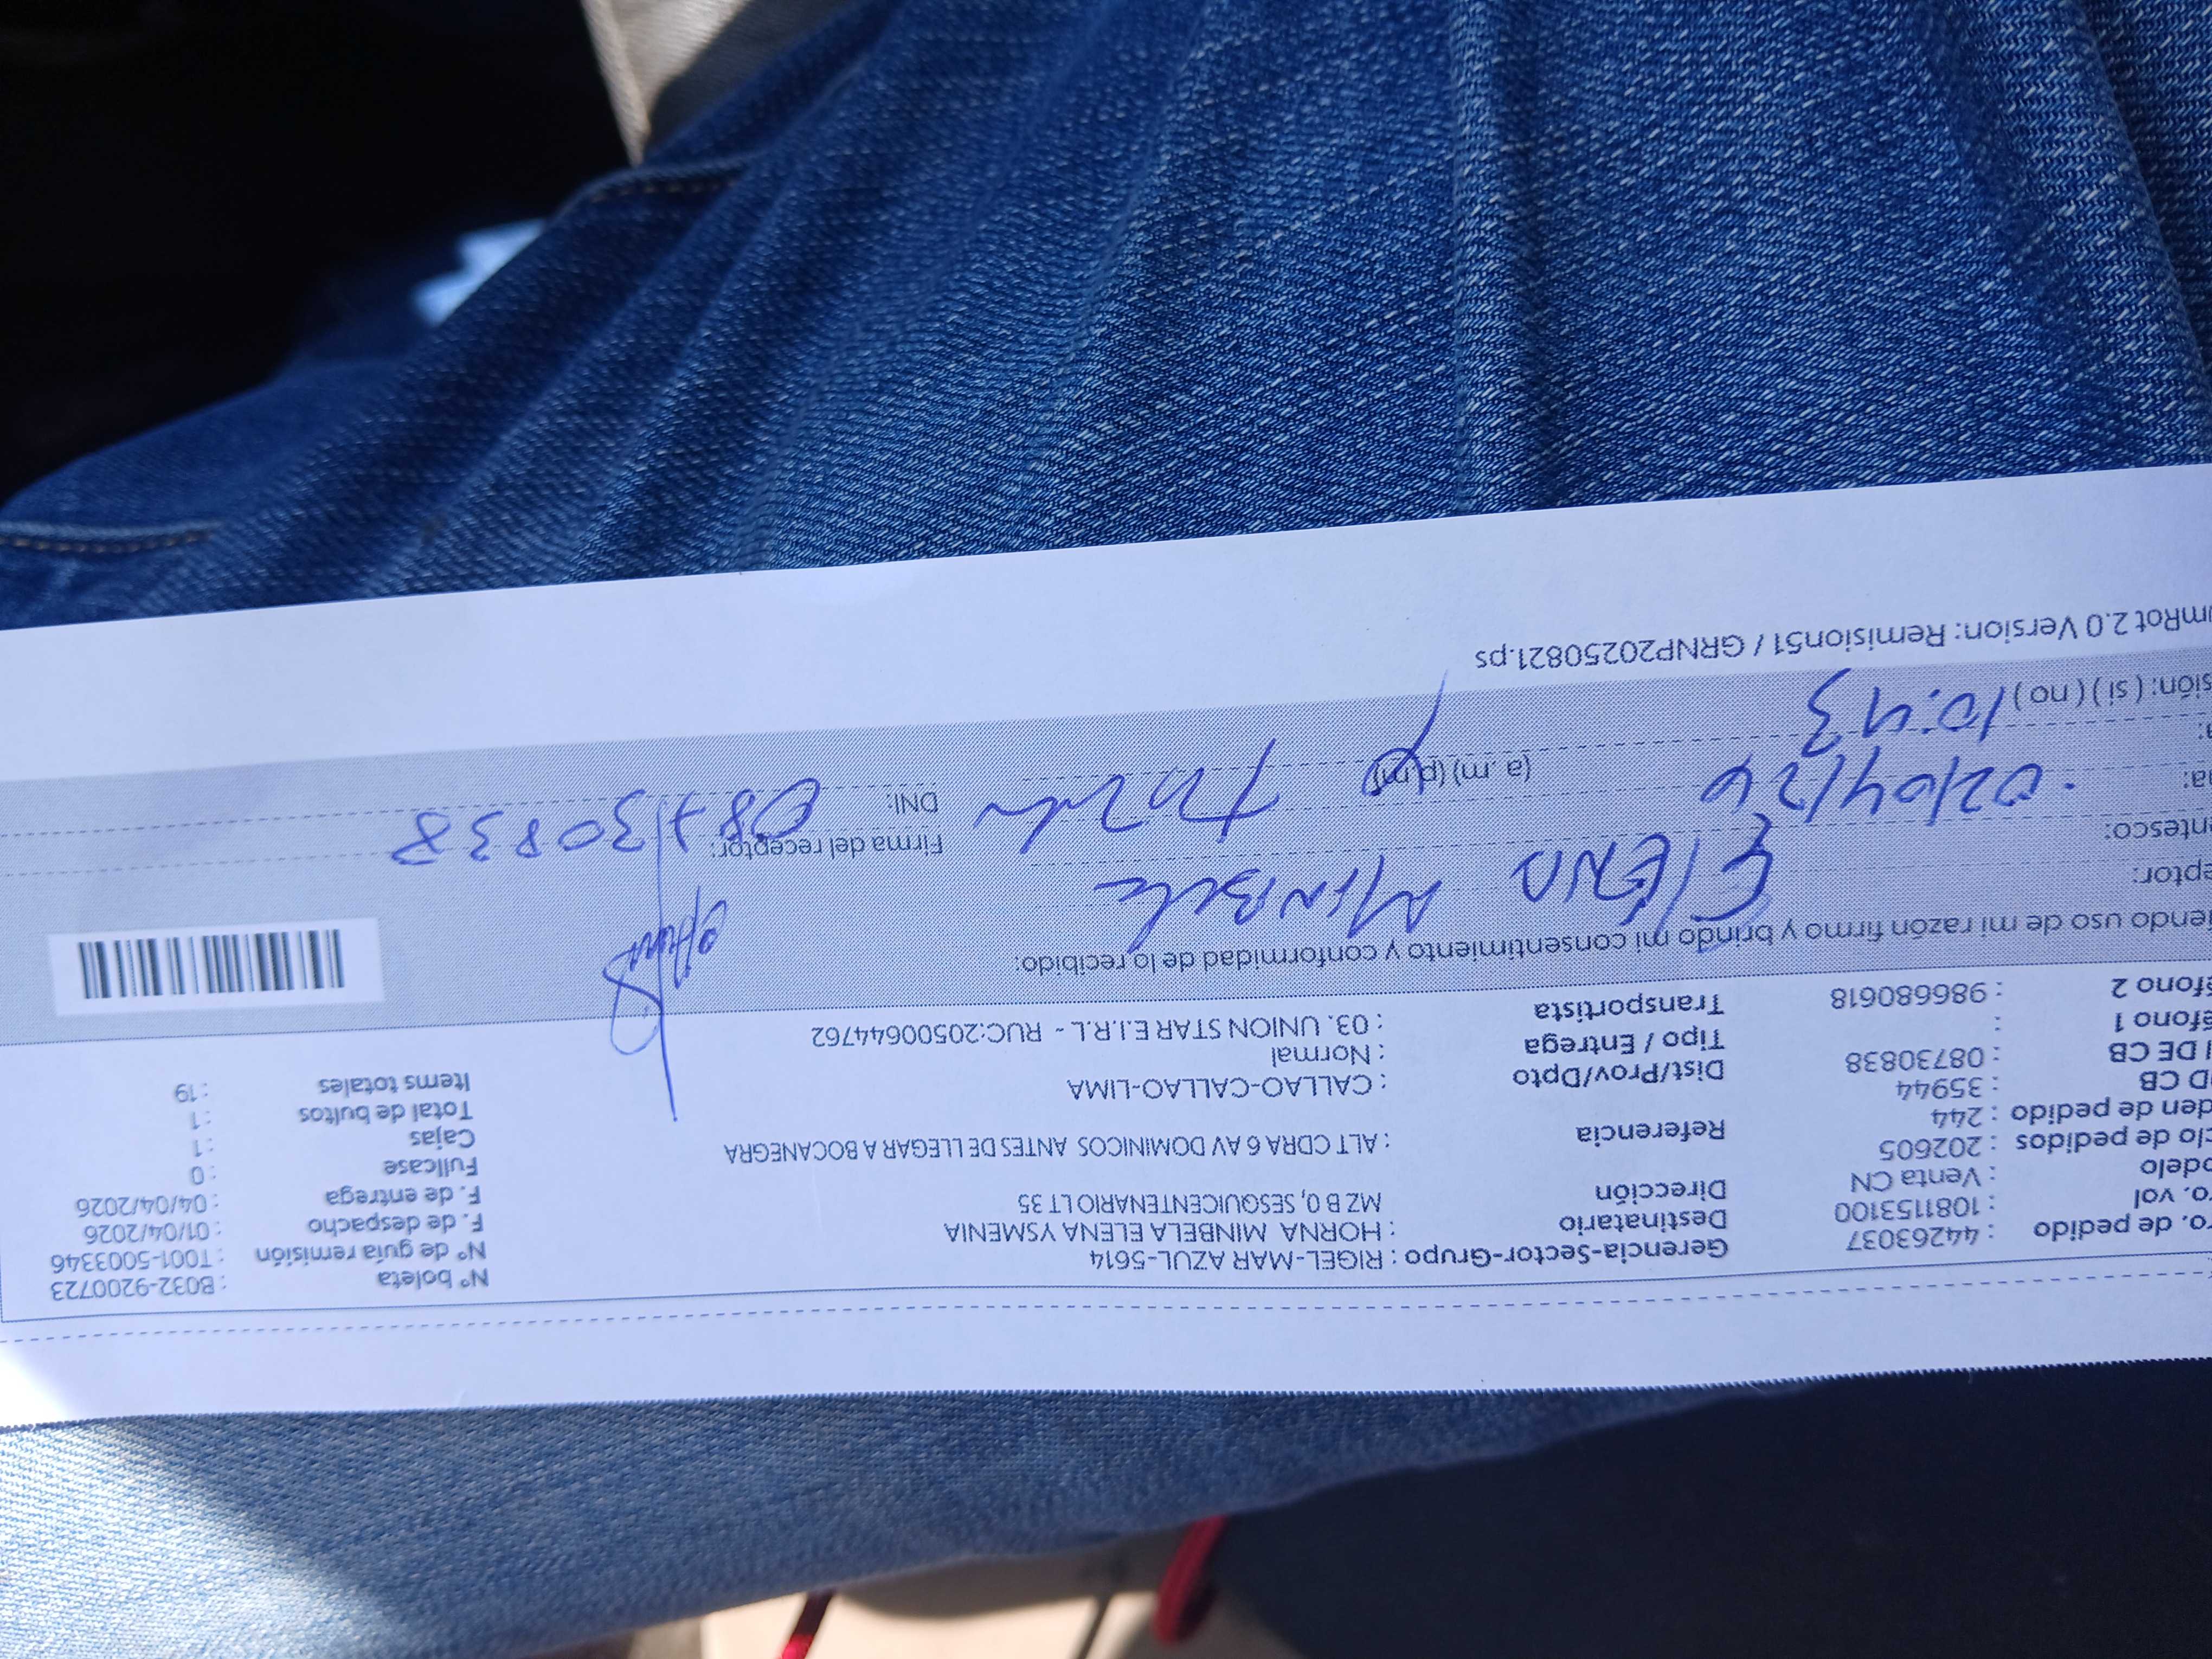 ro. de pedido : 44263037 Gerencia-Sector-Grupo : RIGEL-MAR AZUL-5614 Nº boleta : B032-9200723
ro. vol : 1081153100 Destinatario : HORNA MINBELA ELENA YSMENIA Nº de guía remisión : T001-5003346
odelo : Venta CN Dirección MZ B 0, SESQUICENTENARIO LT 35 F. de despacho : 01/04/2026
clo de pedidos : 202605 F. de entrega : 04/04/2026
den de pedido : 244 Referencia : ALT CDRA 6 AV DOMINICOS ANTES DE LLEGAR A BOCANEGRA Fullcase : 0
D CB : 35944 Cajas : 1
I DE CB : 08730838 Dist/Prov/Dpto : CALLAO-CALLAO-LIMA Total de bultos : 1
éfono 1 : Tipo / Entrega : Normal Items totales : 19
éfono 2 : 986680618 Transportista : 03. UNION STAR E.I.R.L - RUC:20500644762
iendo uso de mi razón firmo y brindo mi consentimiento y conformidad de lo recibido:
eptor: ElENA
entesco: Firma del receptor:
a: 02/04/26 DNI: 08730838
a: 10:43 (a. m) (p.m)
sión: ( si ) ( no )
mRot 2.0 Version: Remision51 / GRNP20250821.ps